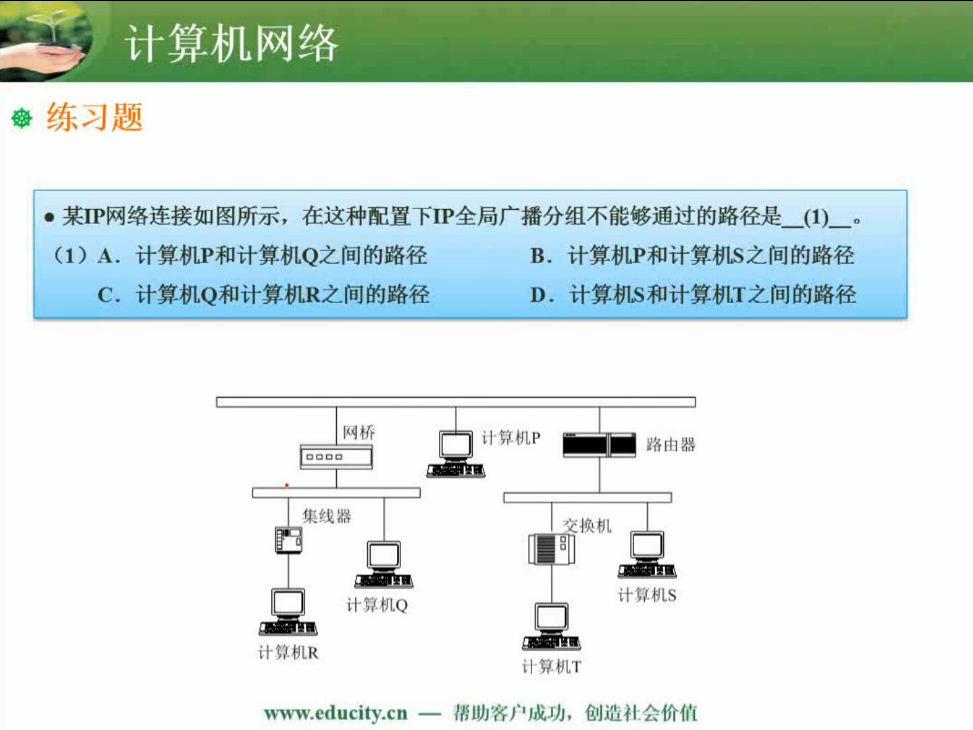 计算机网络
练习题
● 某IP网络连接如图所示，在这种配置下IP全局广播分组不能够通过的路径是__(1)__。
（1）A．计算机P和计算机Q之间的路径 B．计算机P和计算机S之间的路径
C．计算机Q和计算机R之间的路径 D．计算机S和计算机T之间的路径
网桥
计算机P
路由器
集线器
交换机
计算机Q
计算机S
计算机R
计算机T
www.educity.cn — 帮助客户成功，创造社会价值